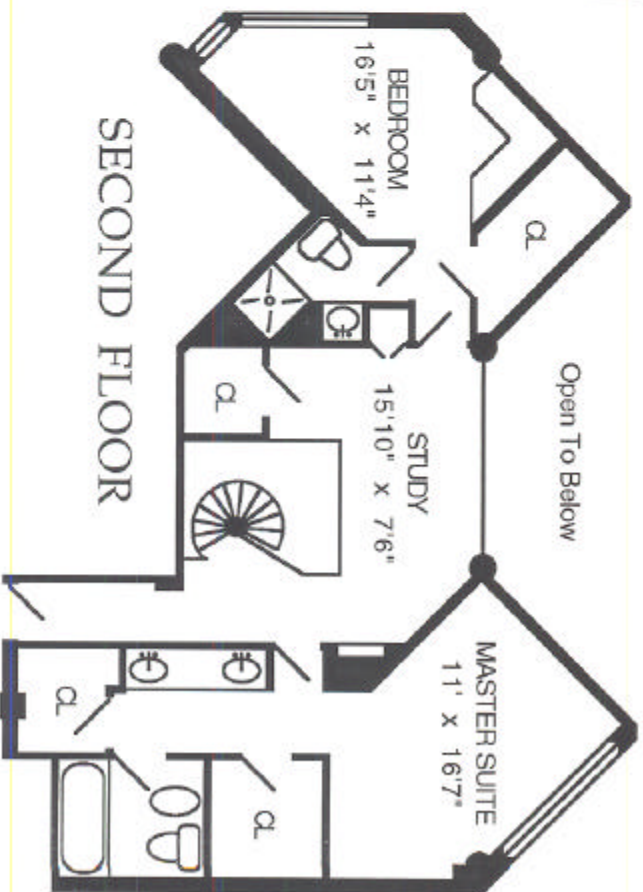 Open To Below
BEDROOM
16'5" x 11'4"
CL
STUDY
15'10" x 7'6"
MASTER SUITE
11' x 16'7"
CL
CL
CL
SECOND FLOOR